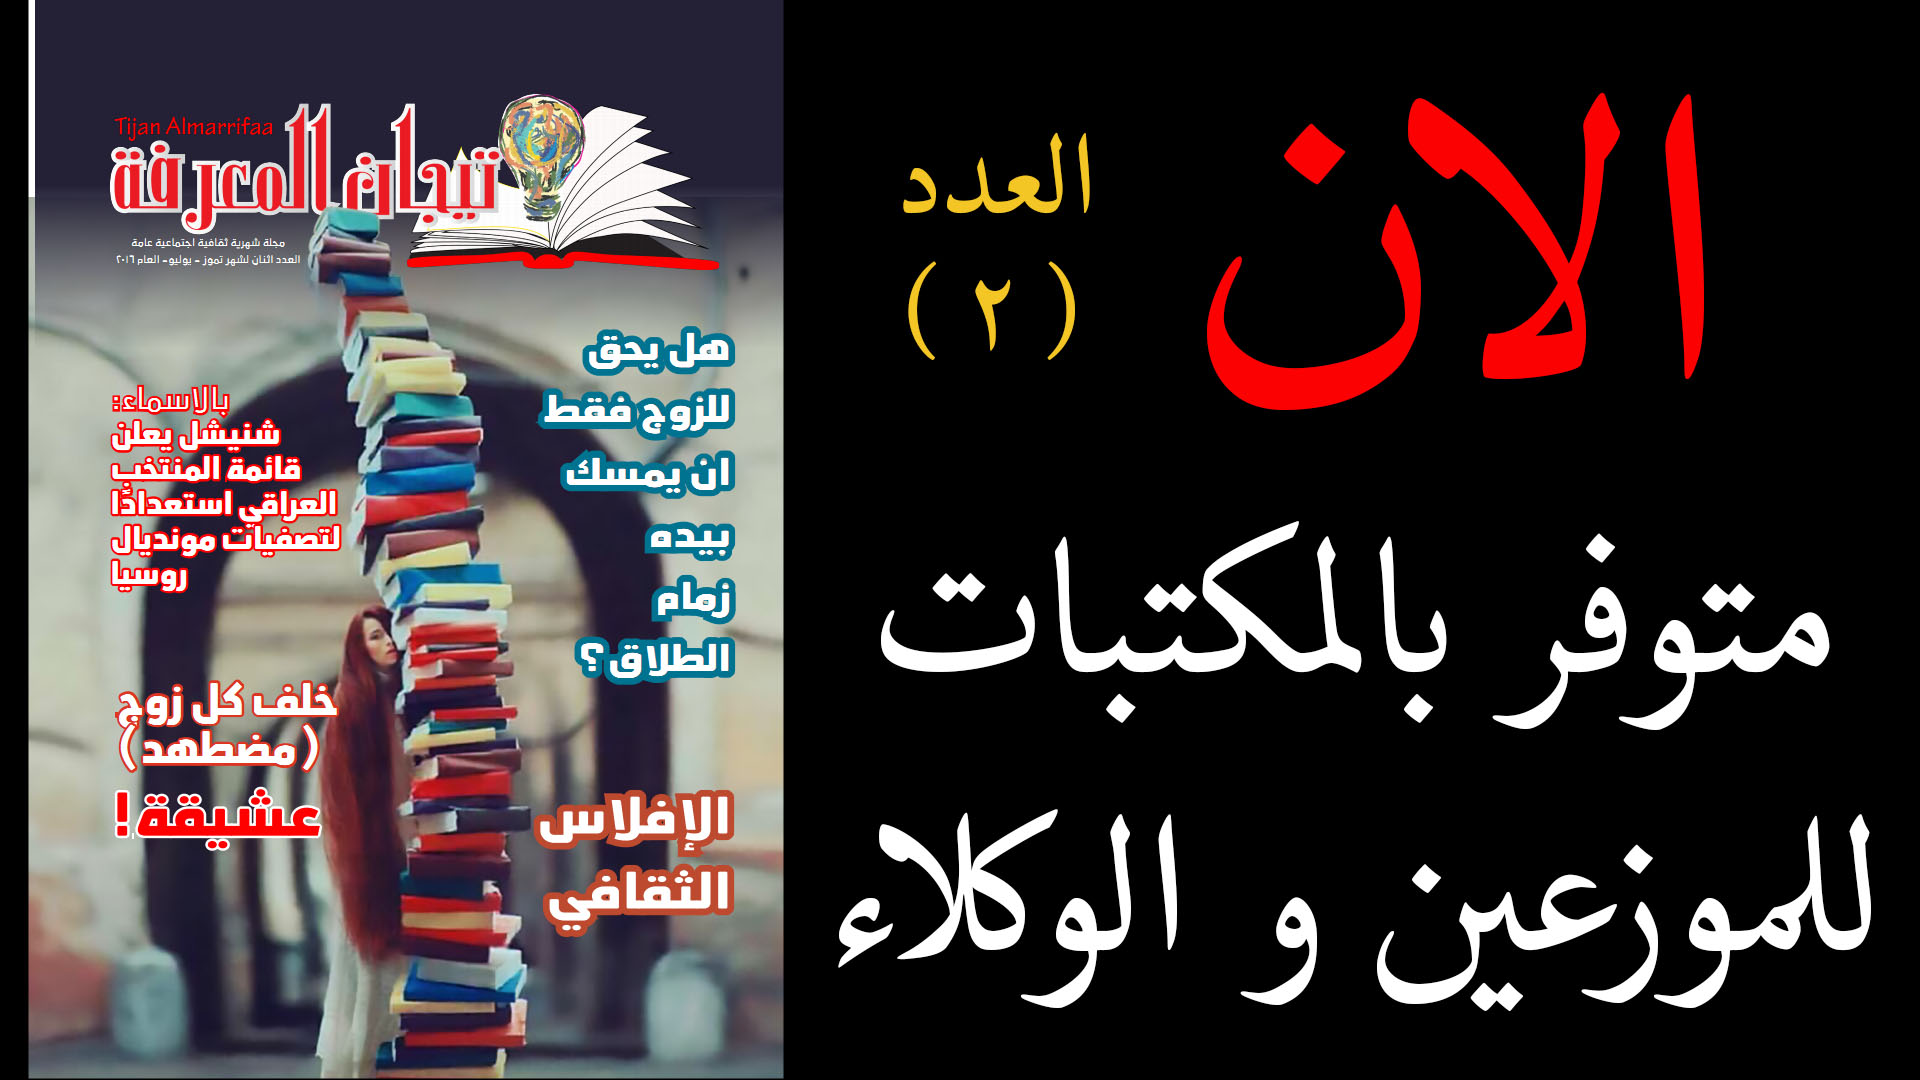 الان
العدد
( ٢ )
متوفر بالمكتبات
للموزعين و الوكلاء
Tijan Almarrifaa
تيجان المعرفة
مجلة شهرية ثقافية اجتماعية عامة
العدد اثنان لشهر تموز - يوليو- العام ٢٠١٦
هل يحق
للزوج فقط
ان يمسك
بيده
زمام
الطلاق ؟
بالاسماء:
شنيشل يعلن
قائمة المنتخب
العراقي استعدادًا
لتصفيات مونديال
روسيا
خلف كل زوج
( مضطهد )
عشيقة !
الإفلاس
الثقافي